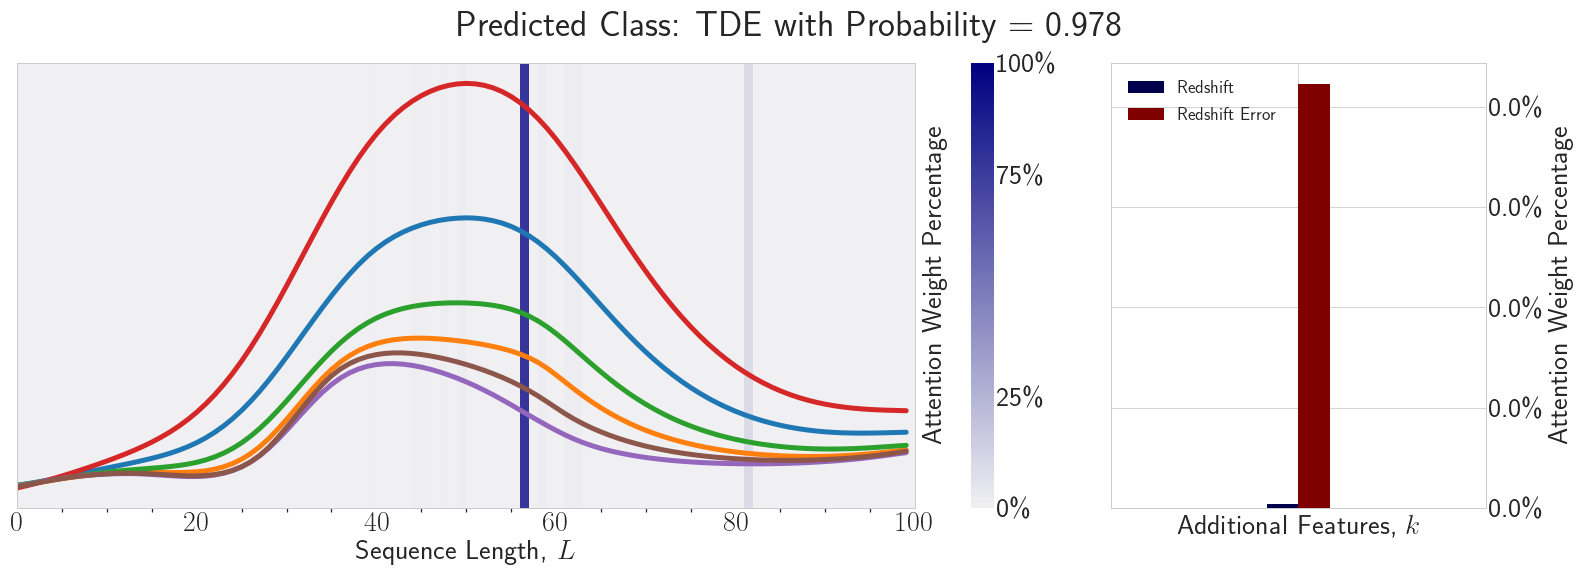 Predicted Class: TDE with Probability = 0.978
0 20 40 60 80 100
Sequence Length, L
100%
75%
25%
0%
Attention Weight Percentage
Redshift
Redshift Error
0.0%
0.0%
0.0%
0.0%
0.0%
Attention Weight Percentage
Additional Features, k